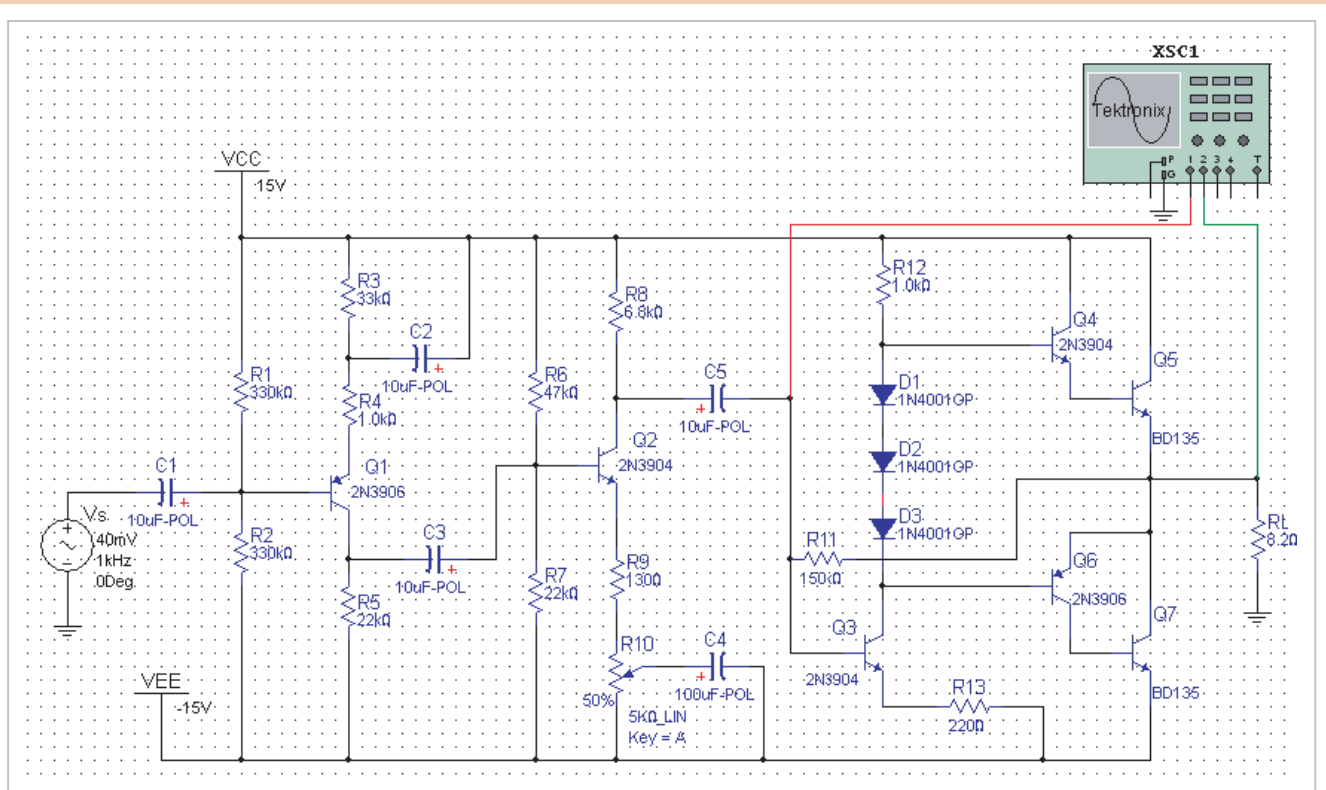 XSC1
Tektronix
P
G
1 2 3 4 T
VCC
15V
R3
33kΩ
R12
1.0kΩ
R8
6.8kΩ
C2
10uF-POL
Q4
2N3904
Q5
BD135
R1
330kΩ
R4
1.0kΩ
R6
47kΩ
C5
10uF-POL
D1
1N4001GP
D2
1N4001GP
Q2
2N3904
C1
10uF-POL
Q1
2N3906
Vs
40mV
1kHz
0Deg
R2
330kΩ
C3
10uF-POL
D3
1N4001GP
R11
150kΩ
RL
8.2Ω
R9
130Ω
R7
22kΩ
R5
22kΩ
Q6
2N3906
Q7
BD135
Q3
2N3904
R10
50%
5KΩ_LIN
Key = A
C4
100uF-POL
R13
220Ω
VEE
-15V